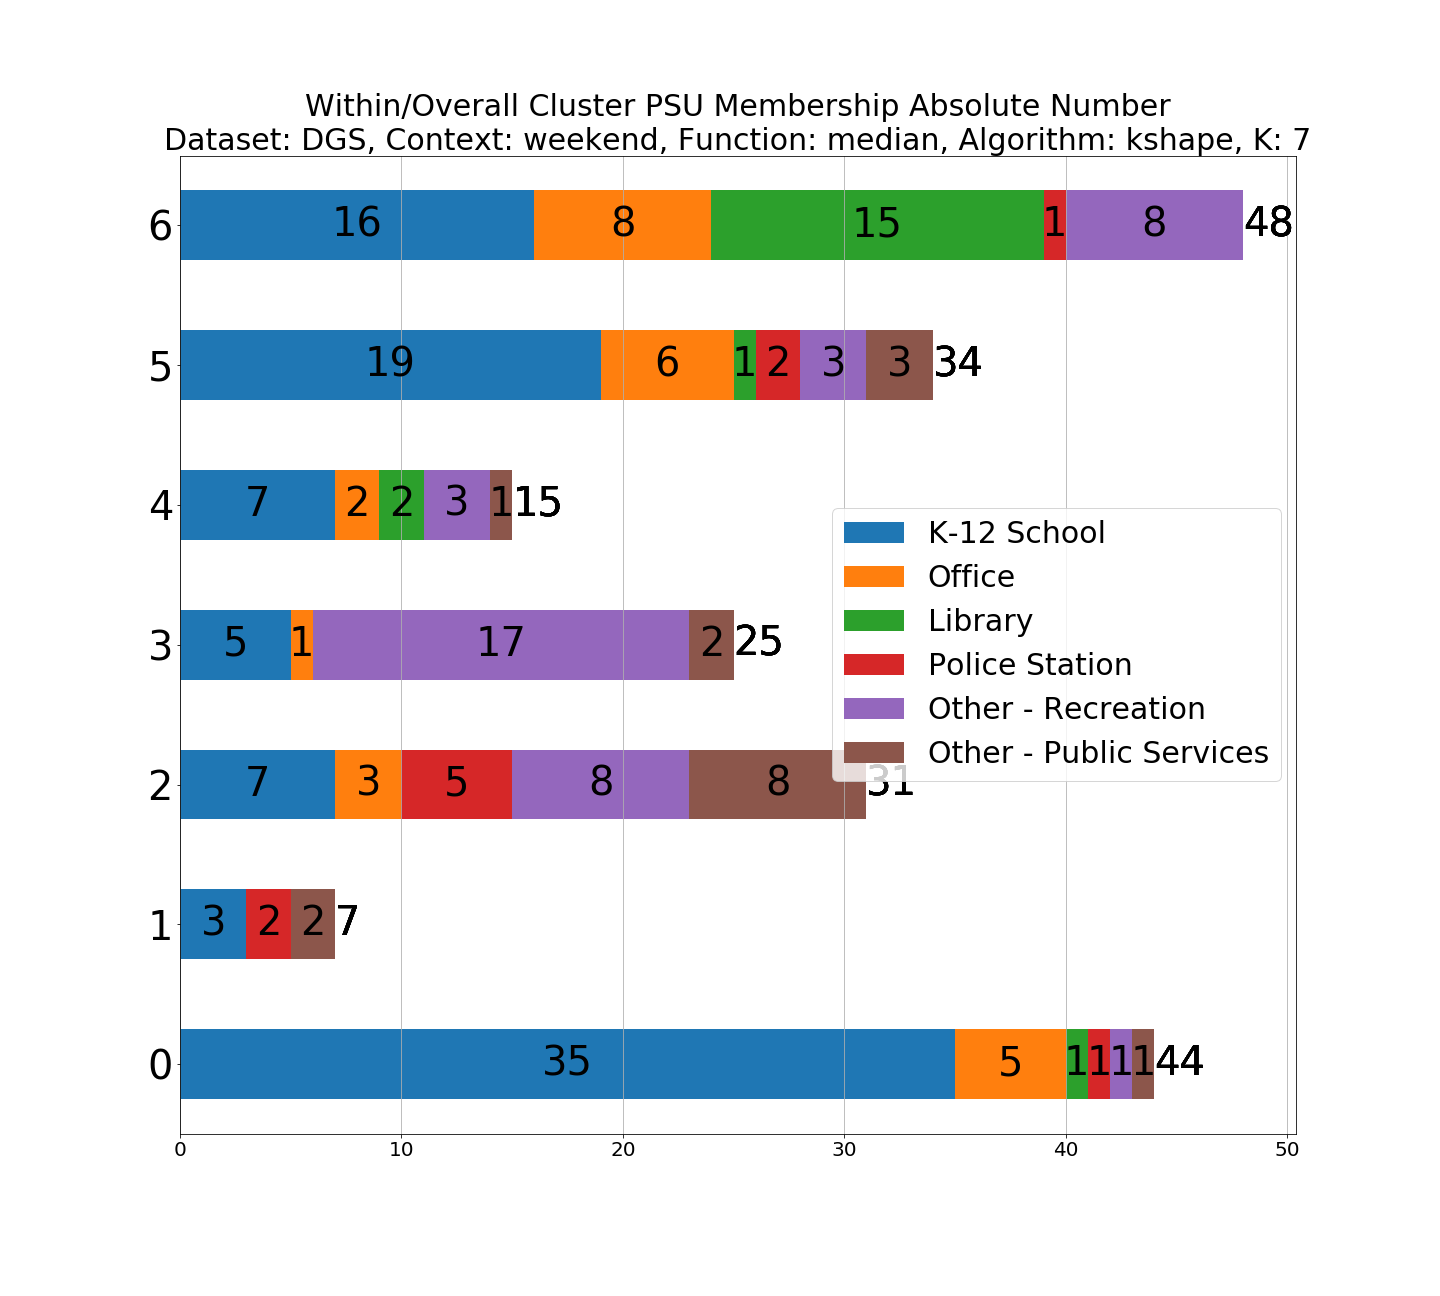 Within/Overall Cluster PSU Membership Absolute Number
Dataset: DGS, Context: weekend, Function: median, Algorithm: kshape, K: 7
6 16 8 15 1 8 48
5 19 6 1 2 3 3 34
4 7 2 2 3 1 15
K-12 School
Office
Library
Police Station
Other - Recreation
Other - Public Services
3 5 1 17 2 25
2 7 3 5 8 8 31
1 3 2 2 7
0 35 5 1 1 1 1 44
0 10 20 30 40 50